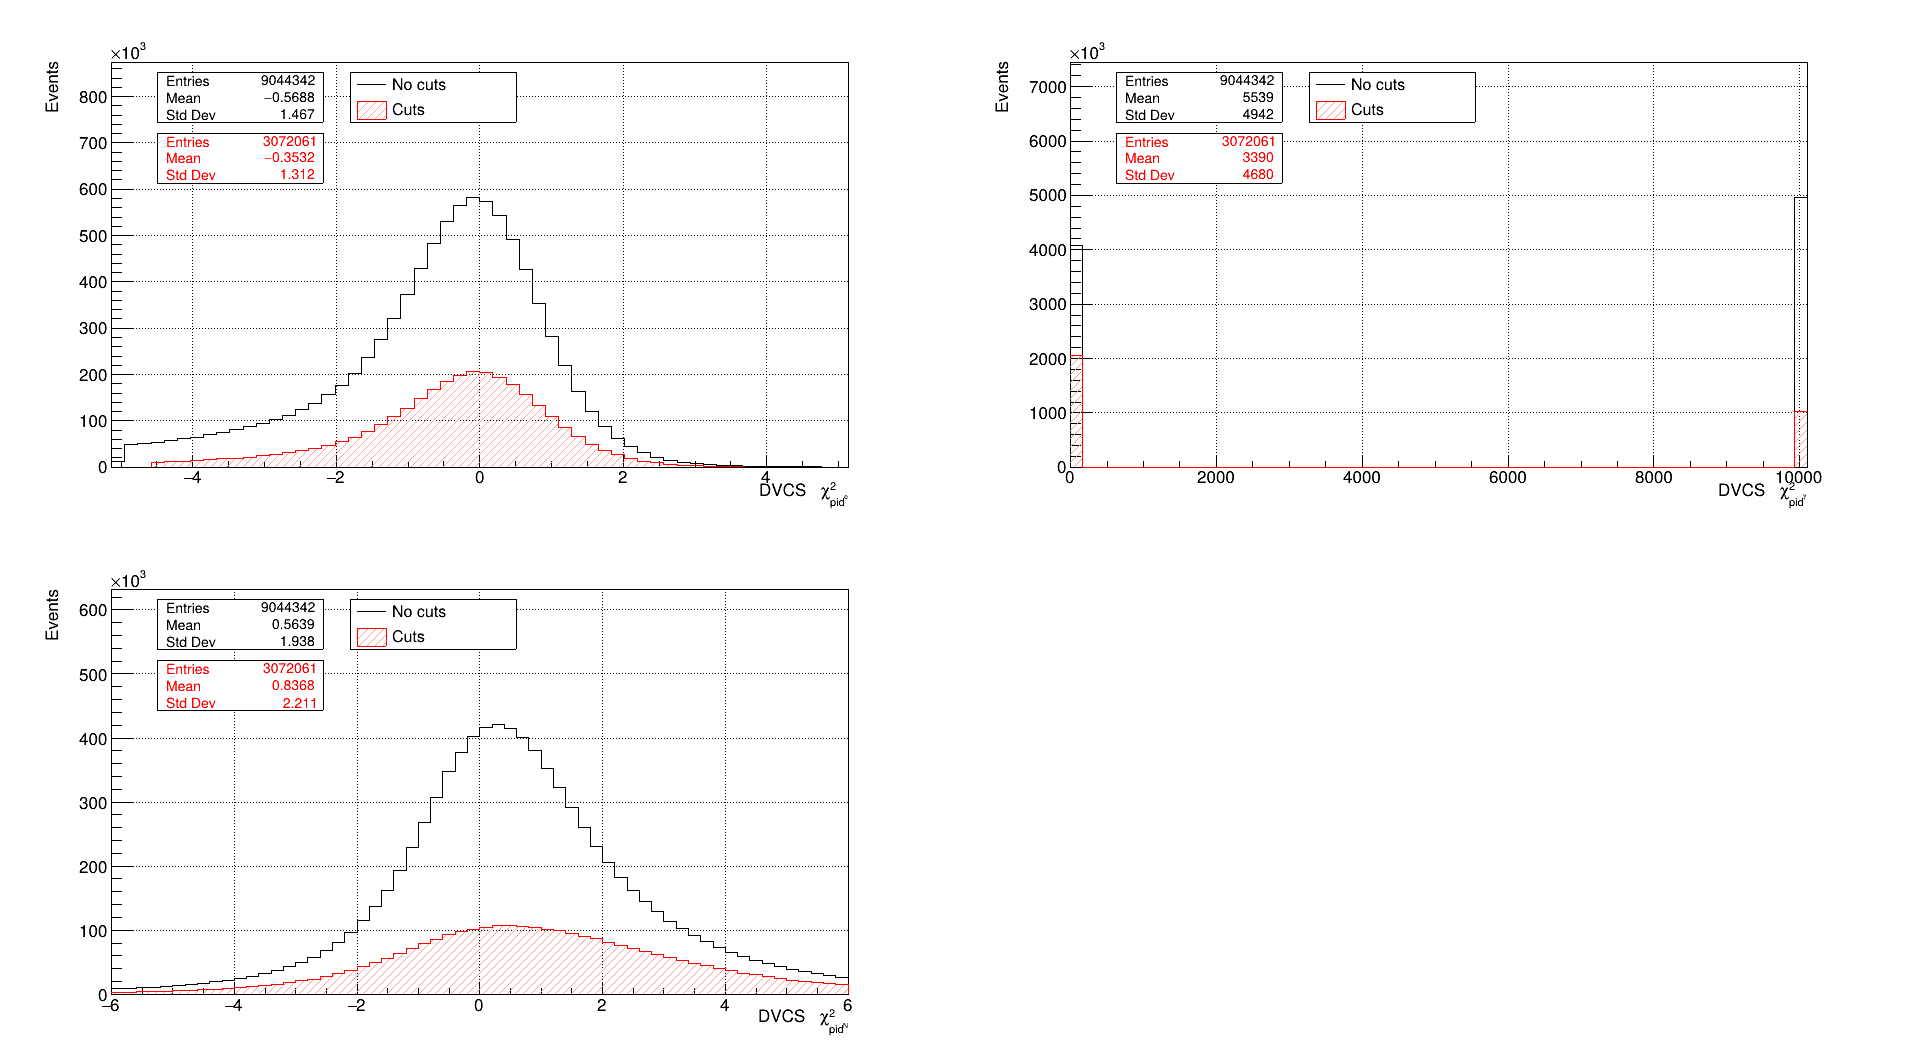 ×10³
Events
Entries 9044342
Mean −0.5688
Std Dev 1.467
Entries 3072061
Mean −0.3532
Std Dev 1.312
No cuts
Cuts
800
700
600
500
400
300
200
100
0
−4 −2 0 2 4
DVCS χ²pidᵉ
×10³
Events
Entries 9044342
Mean 5539
Std Dev 4942
Entries 3072061
Mean 3390
Std Dev 4680
No cuts
Cuts
7000
6000
5000
4000
3000
2000
1000
0
0 2000 4000 6000 8000 10000
DVCS χ²pidᵞ
×10³
Events
Entries 9044342
Mean 0.5639
Std Dev 1.938
Entries 3072061
Mean 0.8368
Std Dev 2.211
No cuts
Cuts
600
500
400
300
200
100
0
−6 −4 −2 0 2 4 6
DVCS χ²pidᴺ